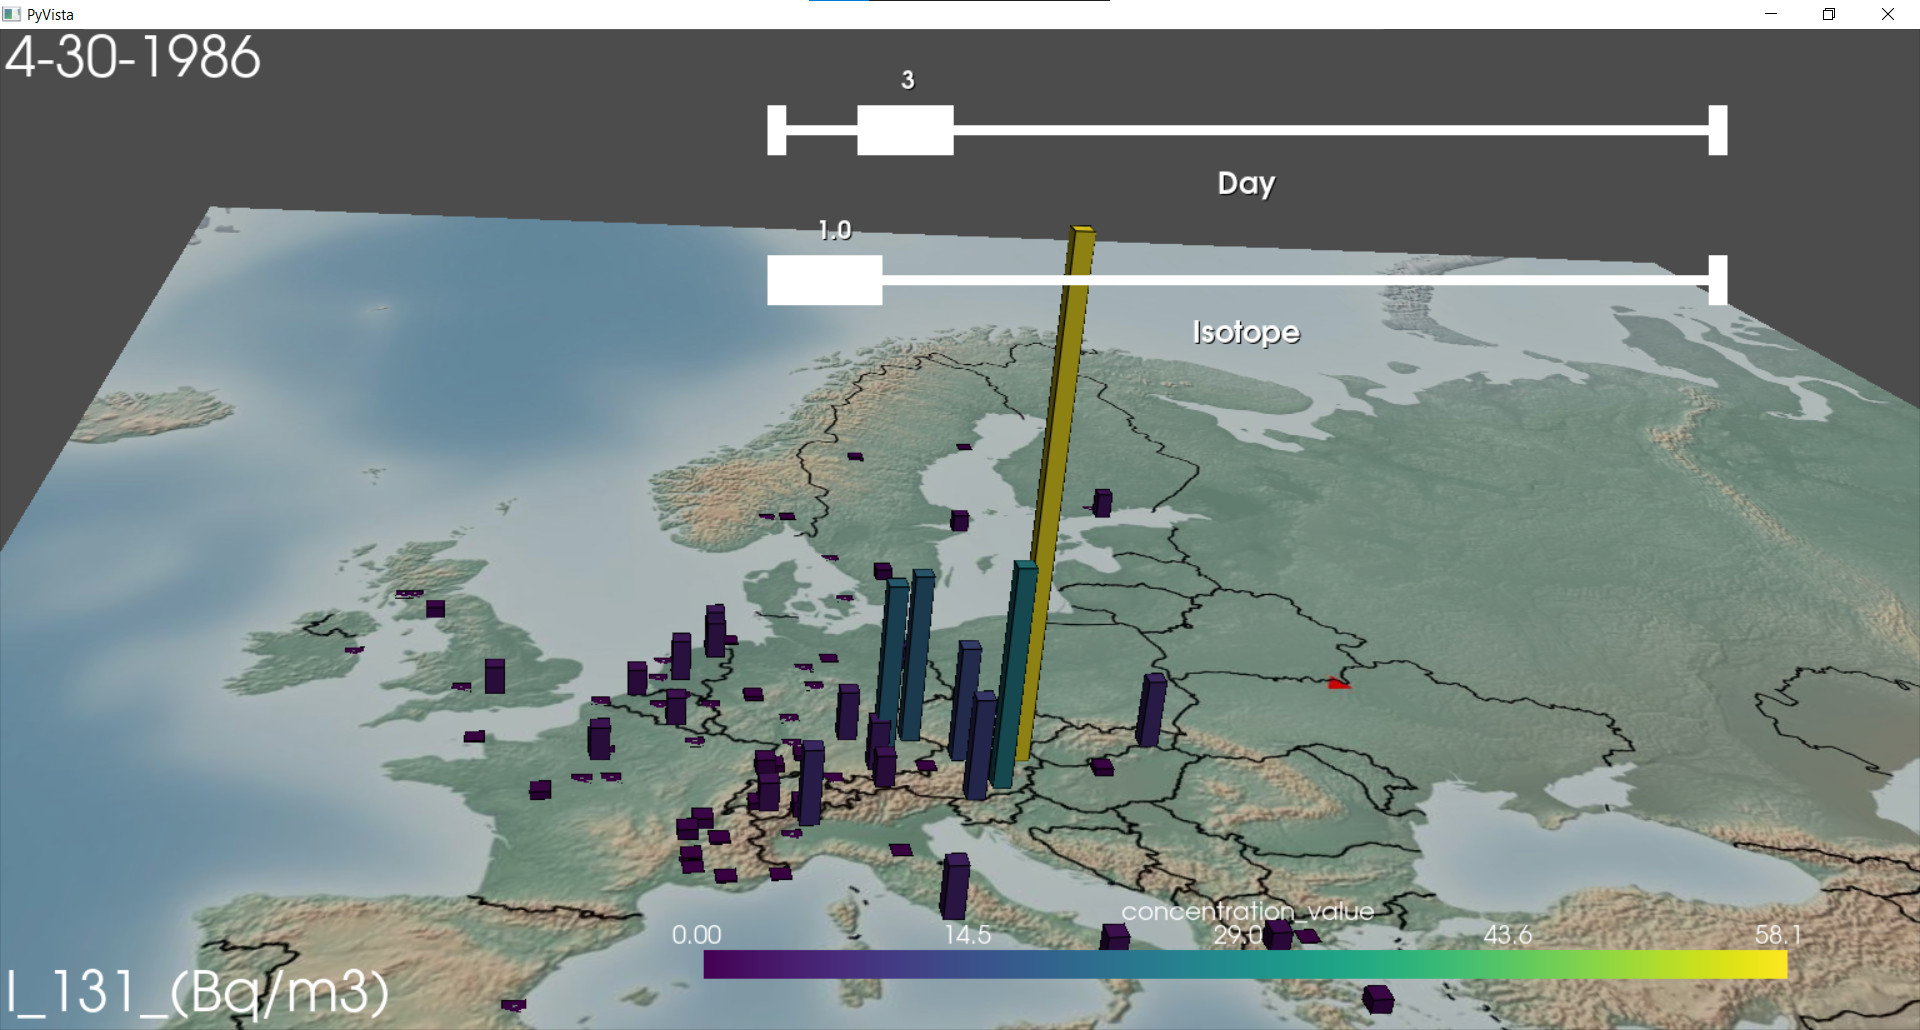 PyVista
4-30-1986
3
Day
1.0
Isotope
concentration_value
0.00 14.5 29.0 43.6 58.1
I_131_(Bq/m3)